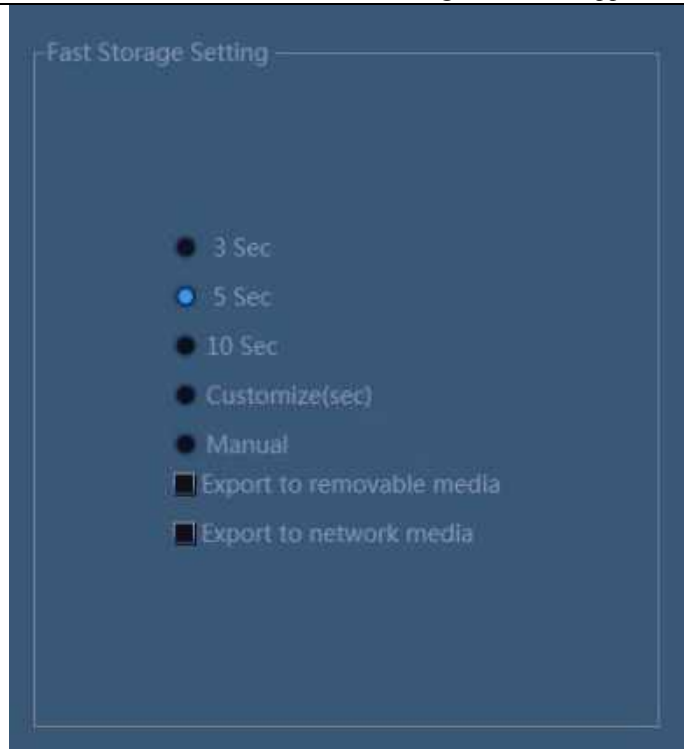 Fast Storage Setting
3 Sec
5 Sec
10 Sec
Customize(sec)
Manual
Export to removable media
Export to network media